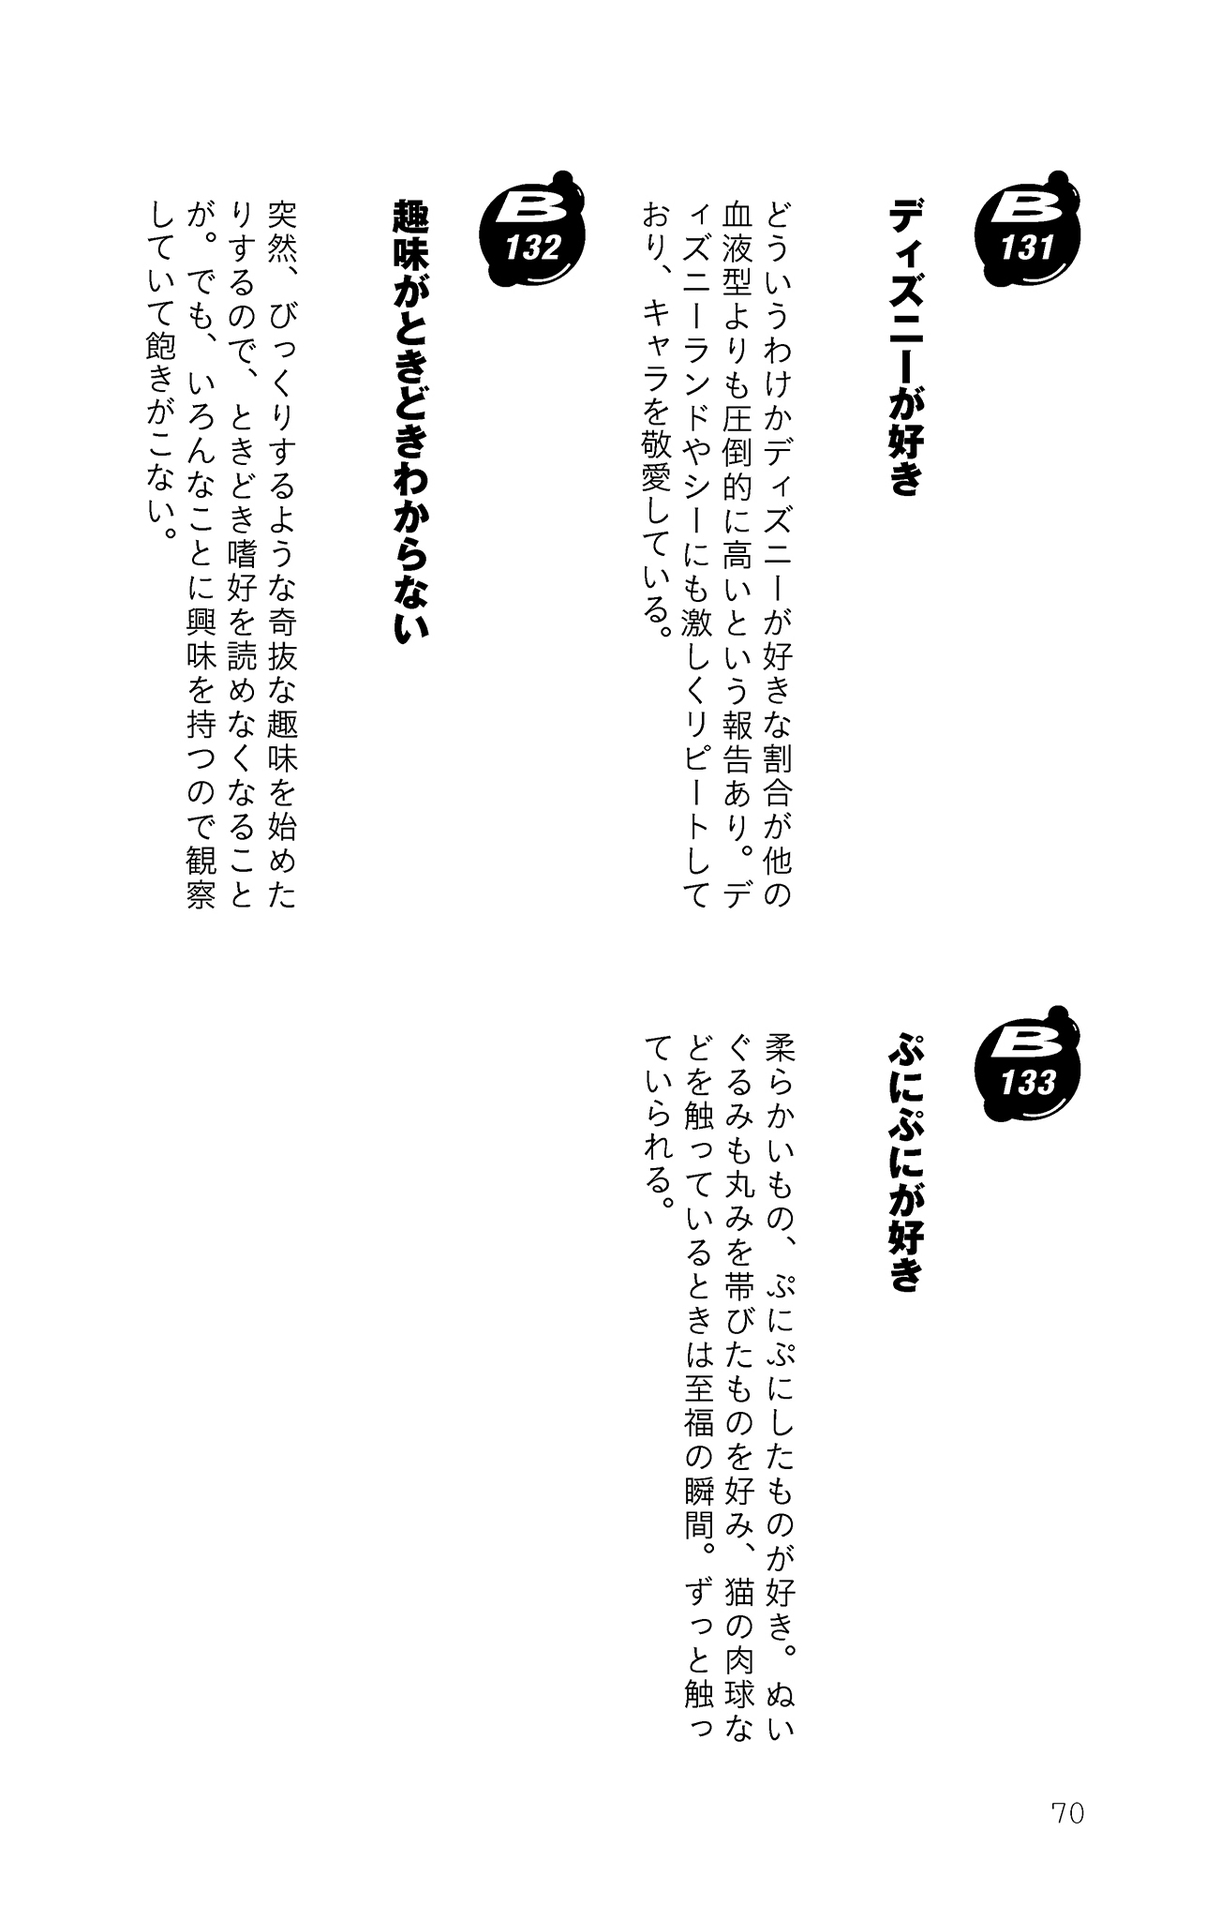 B
131
ディズニーが好き
どういうわけかディズニーが好きな割合が他の
血液型よりも圧倒的に高いという報告あり。デ
ィズニーランドやシーにも激しくリピートして
おり、キャラを敬愛している。
B
132
趣味がときどきわからない
突然、びっくりするような奇抜な趣味を始めた
りするので、ときどき嗜好を読めなくなること
が。でも、いろんなことに興味を持つので観察
していて飽きがこない。
B
133
ぷにぷにが好き
柔らかいもの、ぷにぷにしたものが好き。ぬい
ぐるみも丸みを帯びたものを好み、猫の肉球な
どを触っているときは至福の瞬間。ずっと触っ
ていられる。
70